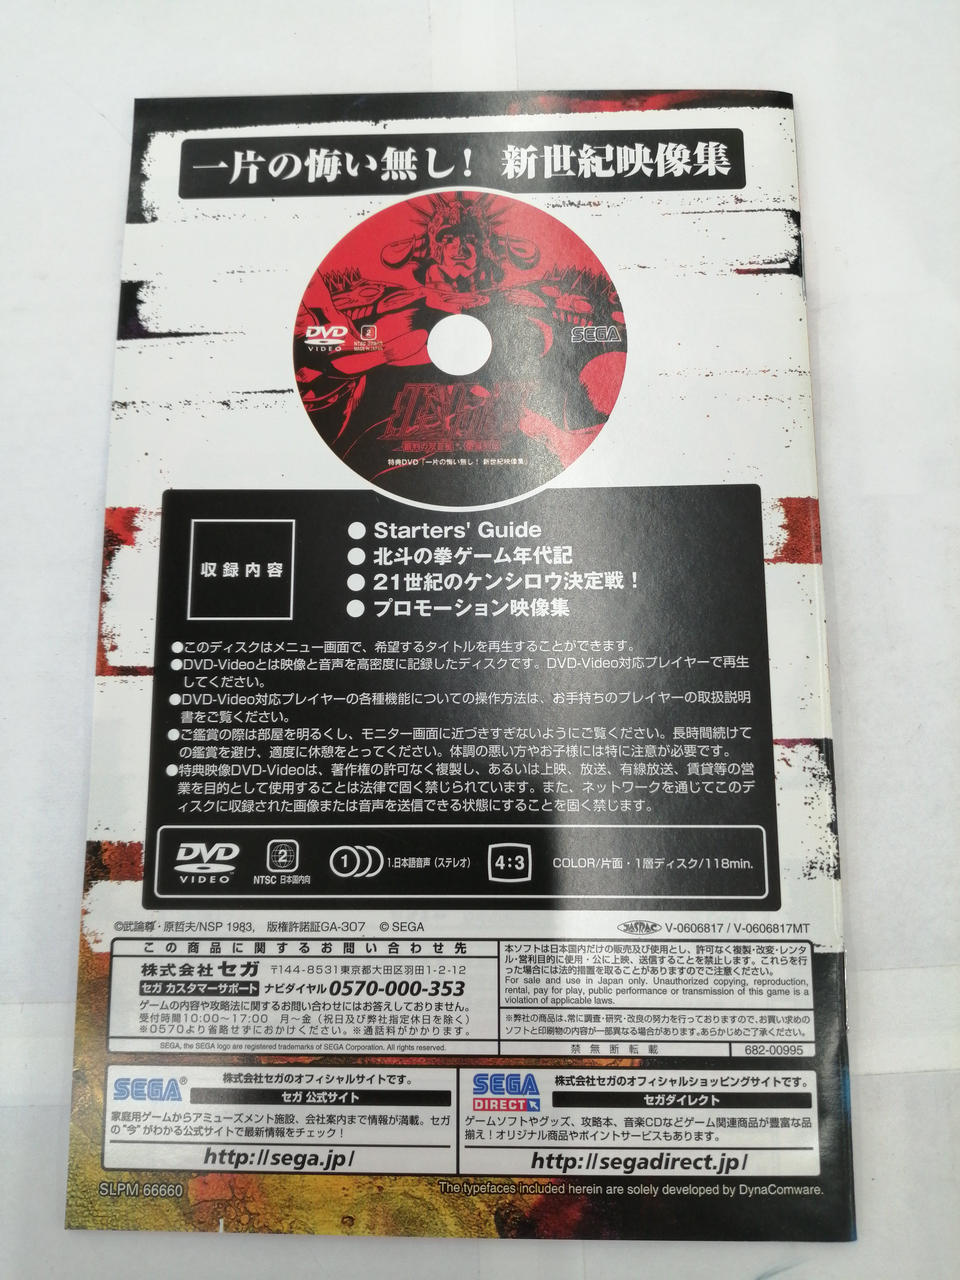 一片の悔い無し! 新世紀映像集
DVD
VIDEO
2
SEGA
特典DVD「一片の悔い無し! 新世紀映像集」
収録内容
● Starters' Guide
● 北斗の拳ゲーム年代記
● 21世紀のケンシロウ決定戦!
● プロモーション映像集
●このディスクはメニュー画面で、希望するタイトルを再生することができます。
●DVD-Videoとは映像と音声を高密度に記録したディスクです。DVD-Video対応プレイヤーで再生
してください。
●DVD-Video対応プレイヤーの各種機能についての操作方法は、お手持ちのプレイヤーの取扱説明
書をご覧ください。
●ご鑑賞の際は部屋を明るくし、モニター画面に近づきすぎないようにご覧ください。長時間続けて
の鑑賞を避け、適度に休憩をとってください。体調の悪い方やお子様には特に注意が必要です。
●特典映像DVD-Videoは、著作権の許可なく複製し、あるいは上映、放送、有線放送、賃貸等の営
業を目的として使用することは法律で固く禁じられています。また、ネットワークを通じてこのデ
ィスクに収録された画像または音声を送信できる状態にすることを固く禁じます。
DVD
VIDEO
2
NTSC 日本国内向
1
1.日本語音声(ステレオ)
4:3
COLOR/片面・1層ディスク/118min.
©武論尊・原哲夫/NSP 1983, 版権許諾証GA-307 © SEGA
JASRAC
V-0606817 / V-0606817MT
この商品に関するお問い合わせ先
株式会社セガ 〒144-8531東京都大田区羽田1-2-12
セガ カスタマーサポート ナビダイヤル 0570-000-353
ゲームの内容や攻略法に関するお問い合わせにはお答えしておりません。
受付時間10:00〜17:00 月〜金(祝日及び弊社指定休日を除く)
※0570より省略せずにおかけください。※通話料がかかります。
SEGA, the SEGA logo are registered trademarks of SEGA Corporation. All rights reserved.
本ソフトは日本国内だけの販売及び使用とし、許可なく複製・改変・レンタ
ル・営利目的に使用・公に上映、送信することを禁止します。これらを行
った場合には法的措置を取ることがありますのでご注意ください。
For sale and use in Japan only. Unauthorized copying, reproduction,
rental, pay for play, public performance or transmission of this game is a
violation of applicable laws.
※弊社の商品は、常に調査・研究・改良の努力を行っておりますので、お買い求めの
ソフトと印刷物の内容が一部異なる場合があります。あらかじめご了承ください。
禁無断転載
682-00995
SEGA®
株式会社セガのオフィシャルサイトです。
セガ 公式サイト
家庭用ゲームからアミューズメント施設、会社案内まで情報が満載。セガ
の"今"がわかる公式サイトで最新情報をチェック!
http://sega.jp/
SEGA
DIRECT
株式会社セガのオフィシャルショッピングサイトです。
セガダイレクト
ゲームソフトやグッズ、攻略本、音楽CDなどゲーム関連商品が豊富な品
揃え!オリジナル商品やポイントサービスもあります。
http://segadirect.jp/
SLPM 66660
The typefaces included herein are solely developed by DynaComware.